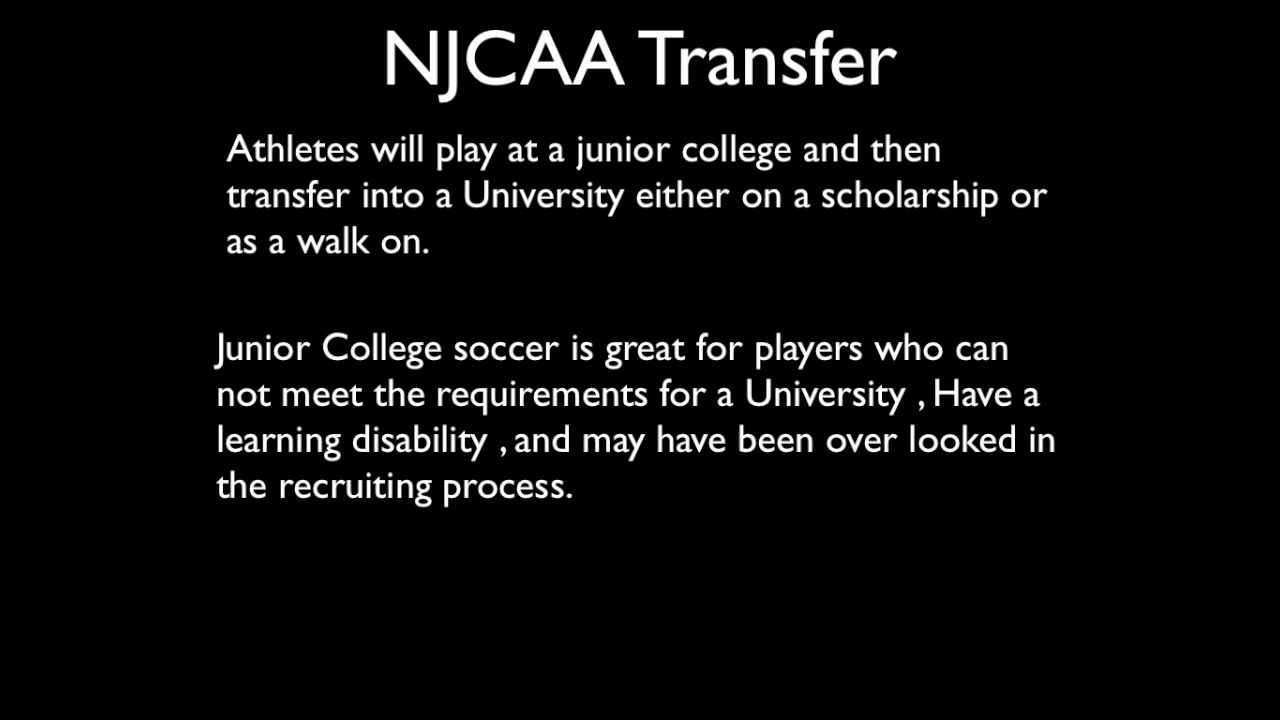 NJCAA Transfer
Athletes will play at a junior college and then
transfer into a University either on a scholarship or
as a walk on.
Junior College soccer is great for players who can
not meet the requirements for a University , Have a
learning disability , and may have been over looked in
the recruiting process.